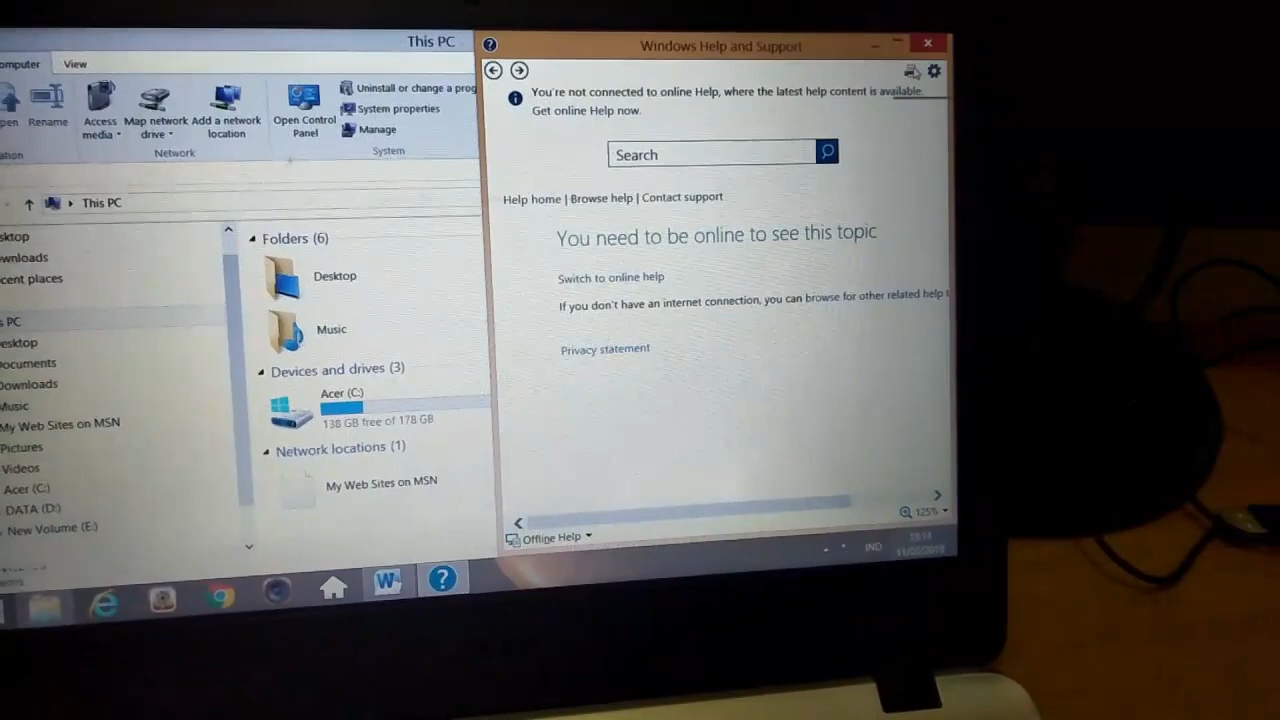 This PC
omputer
View
pen
Rename
Access media
Map network drive
Add a network location
Open Control Panel
Uninstall or change a prog
System properties
Manage
ation
Network
System
This PC
sktop
wnloads
cent places
s PC
esktop
ocuments
Downloads
Music
My Web Sites on MSN
Pictures
Videos
Acer (C:)
DATA (D:)
New Volume (E:)
Folders (6)
Desktop
Music
Devices and drives (3)
Acer (C:)
138 GB free of 178 GB
Network locations (1)
My Web Sites on MSN
Windows Help and Support
You're not connected to online Help, where the latest help content is available.
Get online Help now.
Search
Help home | Browse help | Contact support
You need to be online to see this topic
Switch to online help
If you don't have an internet connection, you can browse for other related help t
Privacy statement
125%
Offline Help
IND